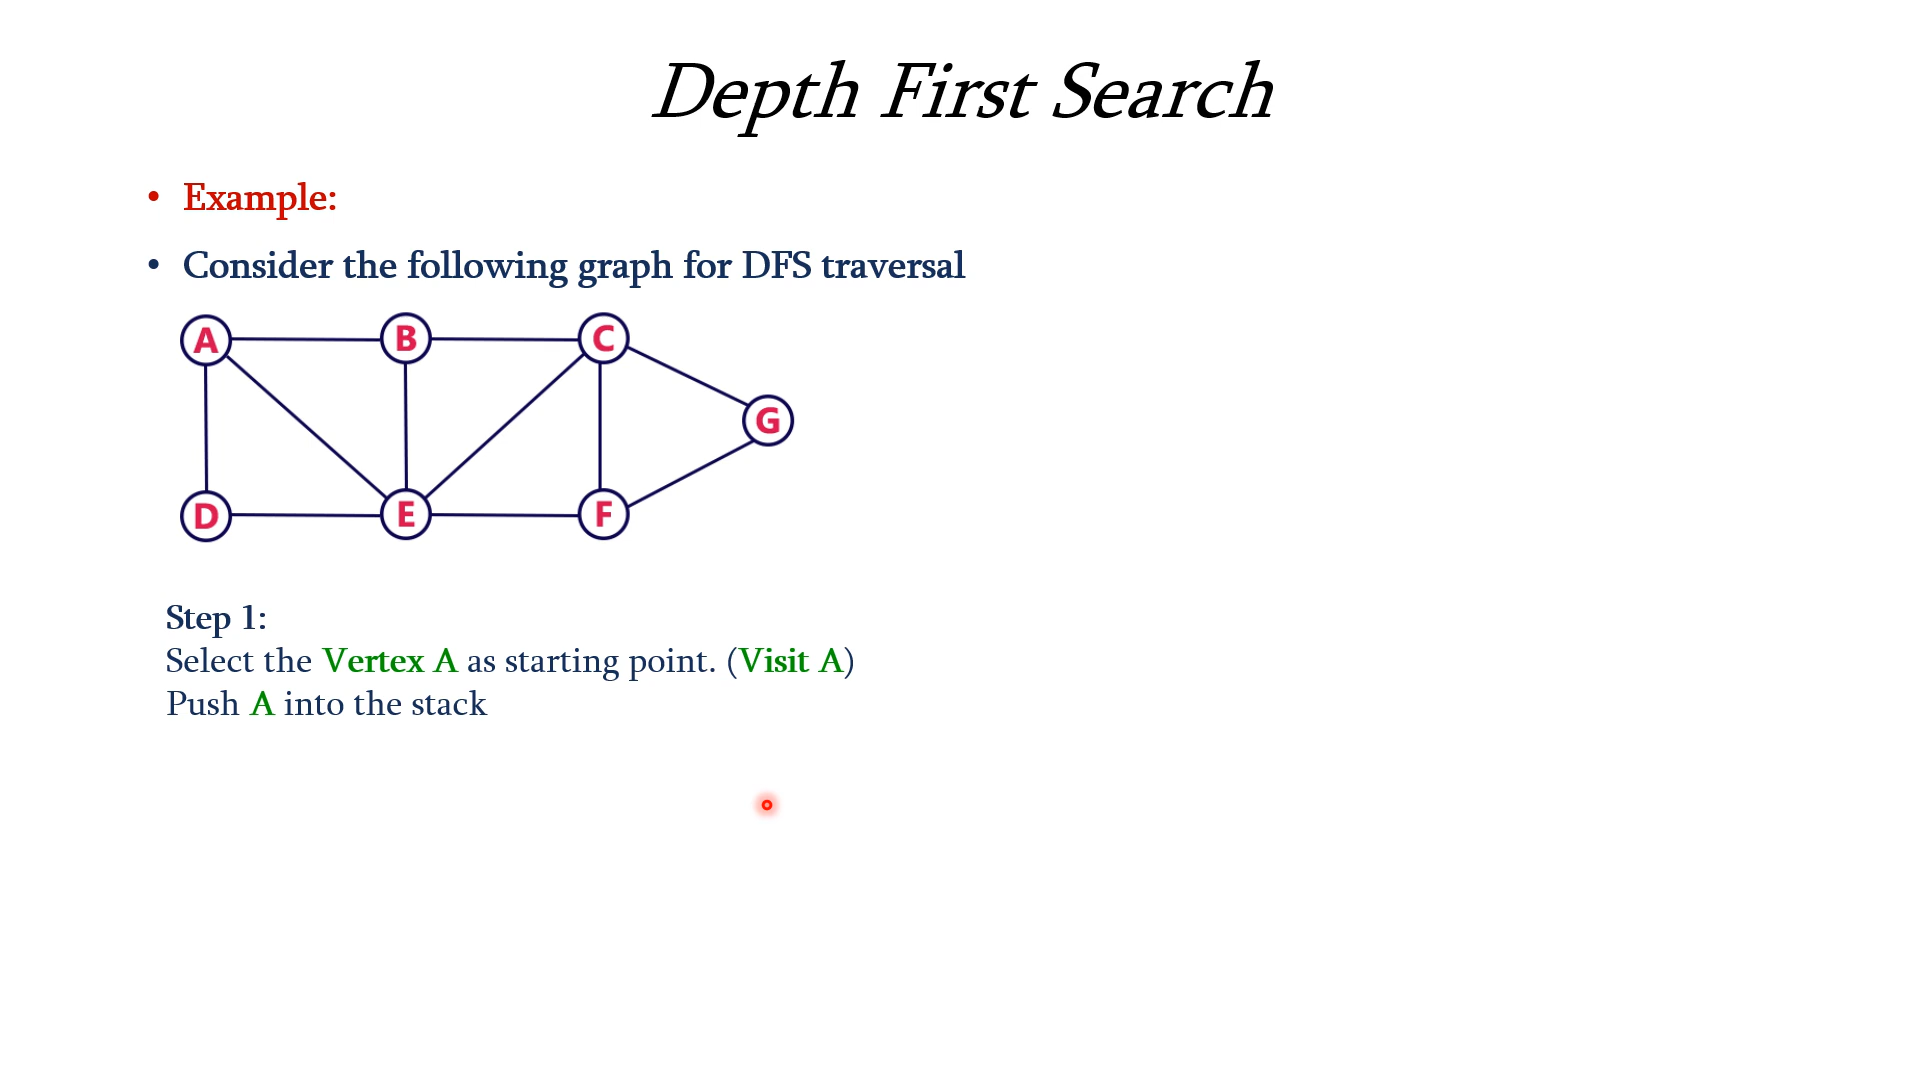 Depth First Search
• Example:
• Consider the following graph for DFS traversal
A B C
G
D E F
Step 1:
Select the Vertex A as starting point. (Visit A)
Push A into the stack